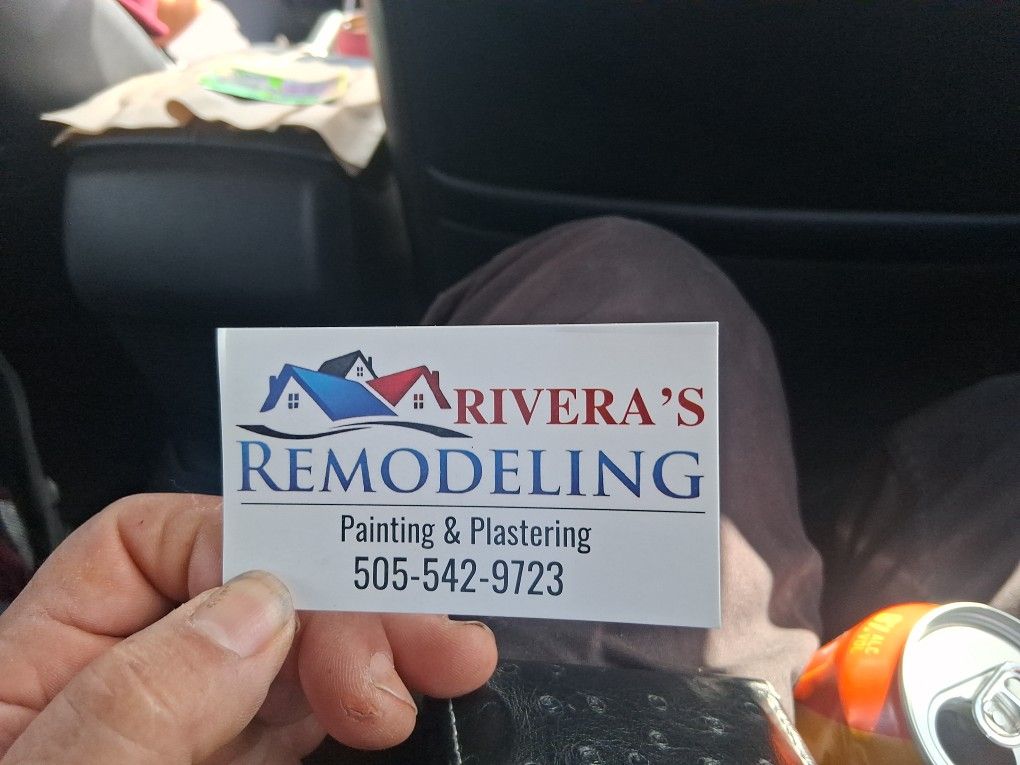 RIVERA'S
REMODELING
Painting & Plastering
505-542-9723